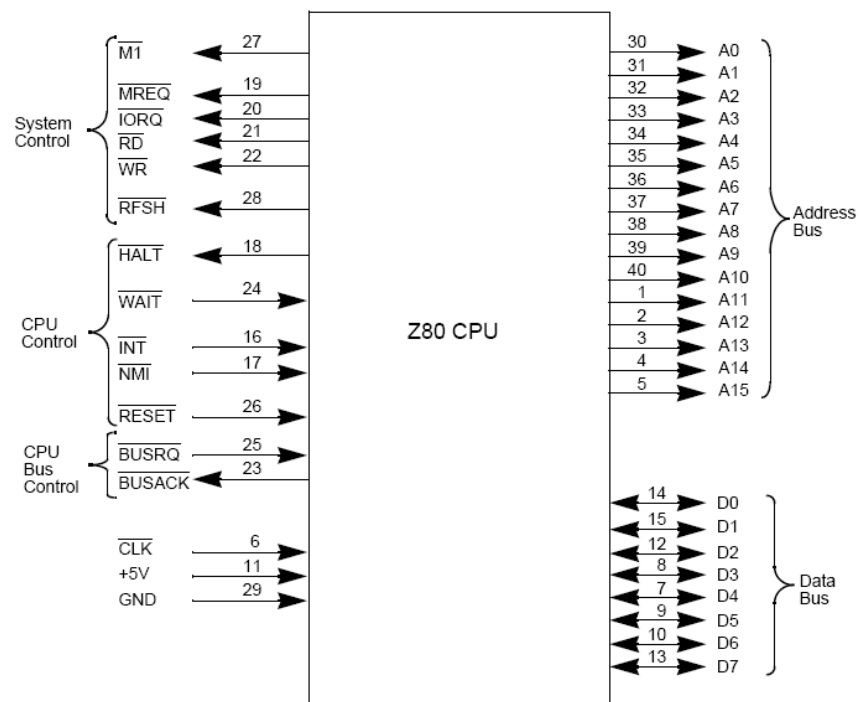 System
Control
M1 27
MREQ 19
IORQ 20
RD 21
WR 22
RFSH 28
CPU
Control
HALT 18
WAIT 24
INT 16
NMI 17
RESET 26
CPU
Bus
Control
BUSRQ 25
BUSACK 23
CLK 6
+5V 11
GND 29
Z80 CPU
30 A0
31 A1
32 A2
33 A3
34 A4
35 A5
36 A6
37 A7
38 A8
39 A9
40 A10
1 A11
2 A12
3 A13
4 A14
5 A15
Address
Bus
14 D0
15 D1
12 D2
8 D3
7 D4
9 D5
10 D6
13 D7
Data
Bus